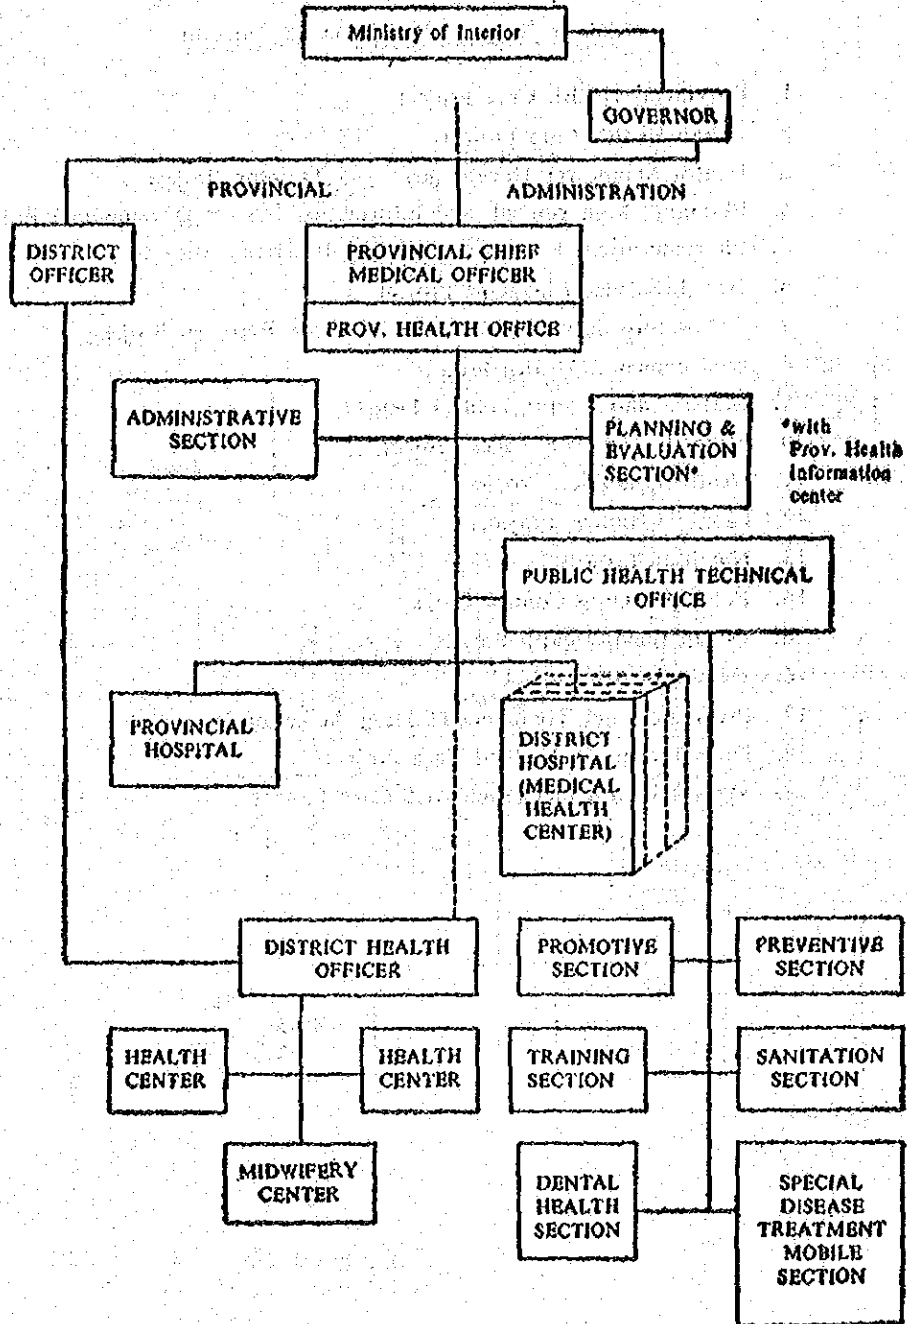 Ministry of Interior
GOVERNOR
PROVINCIAL
ADMINISTRATION
DISTRICT
OFFICER
PROVINCIAL CHIEF
MEDICAL OFFICER
PROV. HEALTH OFFICE
ADMINISTRATIVE
SECTION
PLANNING &
EVALUATION
SECTION*
*with
Prov. Health
Information
center
PUBLIC HEALTH TECHNICAL
OFFICE
PROVINCIAL
HOSPITAL
DISTRICT
HOSPITAL
(MEDICAL
HEALTH
CENTER)
DISTRICT HEALTH
OFFICER
PROMOTIVE
SECTION
PREVENTIVE
SECTION
HEALTH
CENTER
HEALTH
CENTER
TRAINING
SECTION
SANITATION
SECTION
MIDWIFERY
CENTER
DENTAL
HEALTH
SECTION
SPECIAL
DISEASE
TREATMENT
MOBILE
SECTION